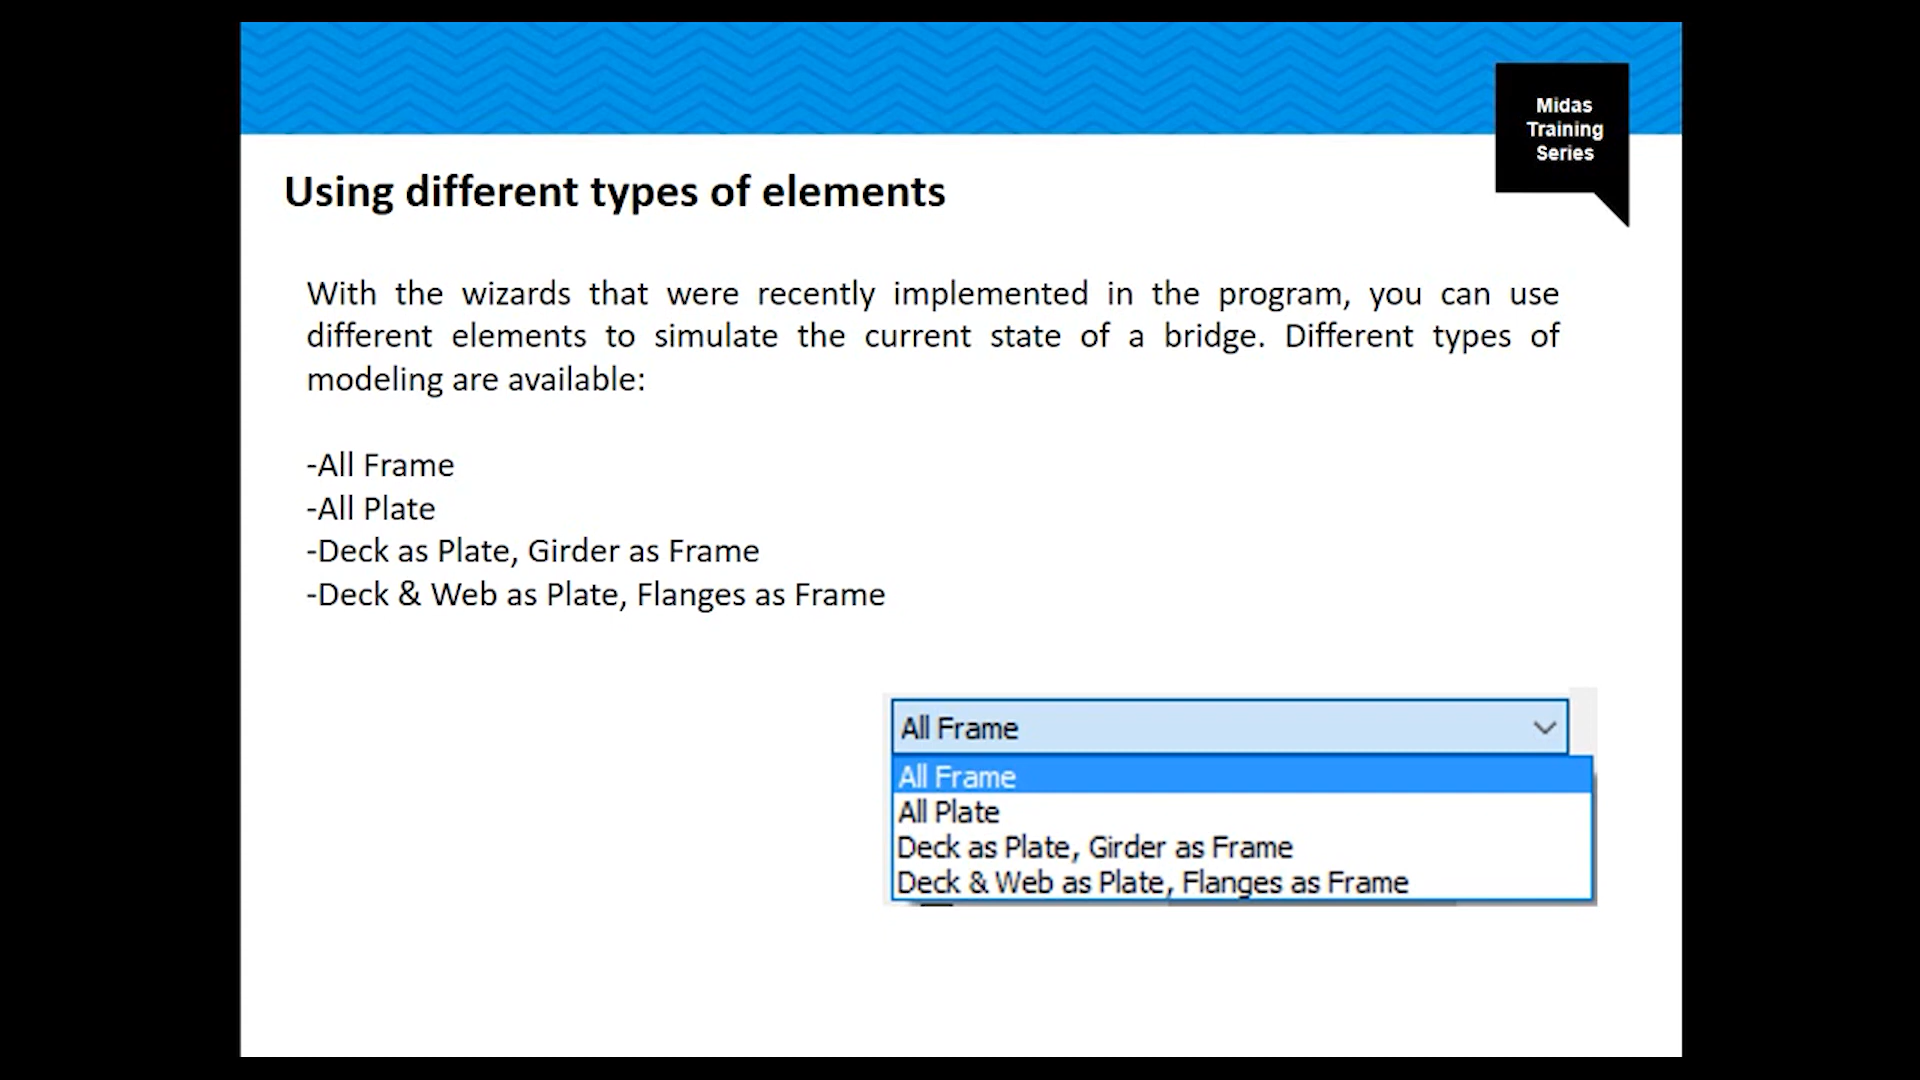 Midas
Training
Series
Using different types of elements
With the wizards that were recently implemented in the program, you can use
different elements to simulate the current state of a bridge. Different types of
modeling are available:
-All Frame
-All Plate
-Deck as Plate, Girder as Frame
-Deck & Web as Plate, Flanges as Frame
All Frame
All Frame
All Plate
Deck as Plate, Girder as Frame
Deck & Web as Plate, Flanges as Frame